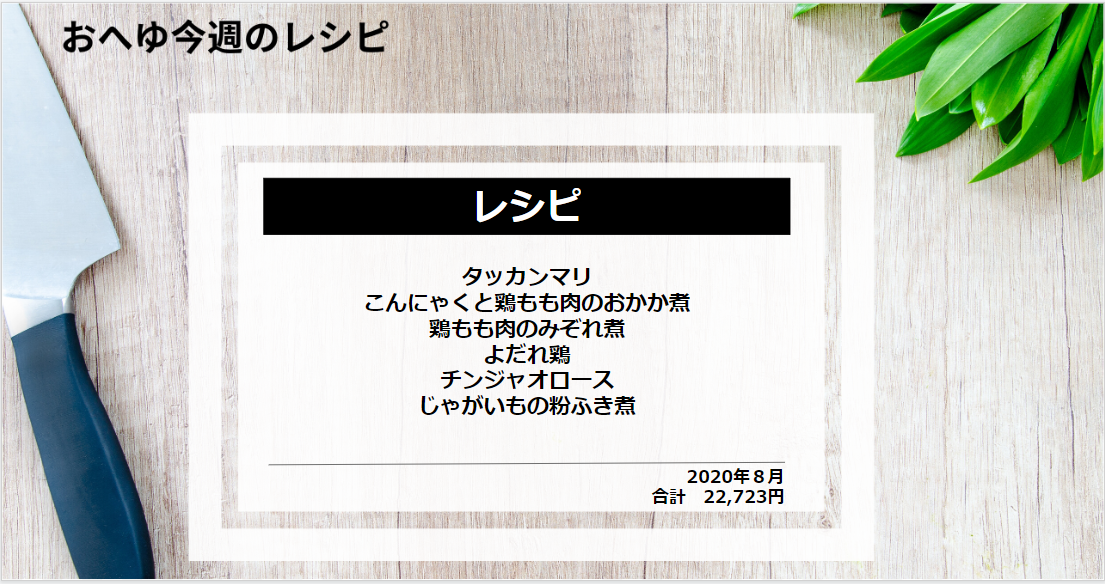 おへゆ今週のレシピ
レシピ
タッカンマリ
こんにゃくと鶏もも肉のおかか煮
鶏もも肉のみぞれ煮
よだれ鶏
チンジャオロース
じゃがいもの粉ふき煮
2020年８月
合計　22,723円